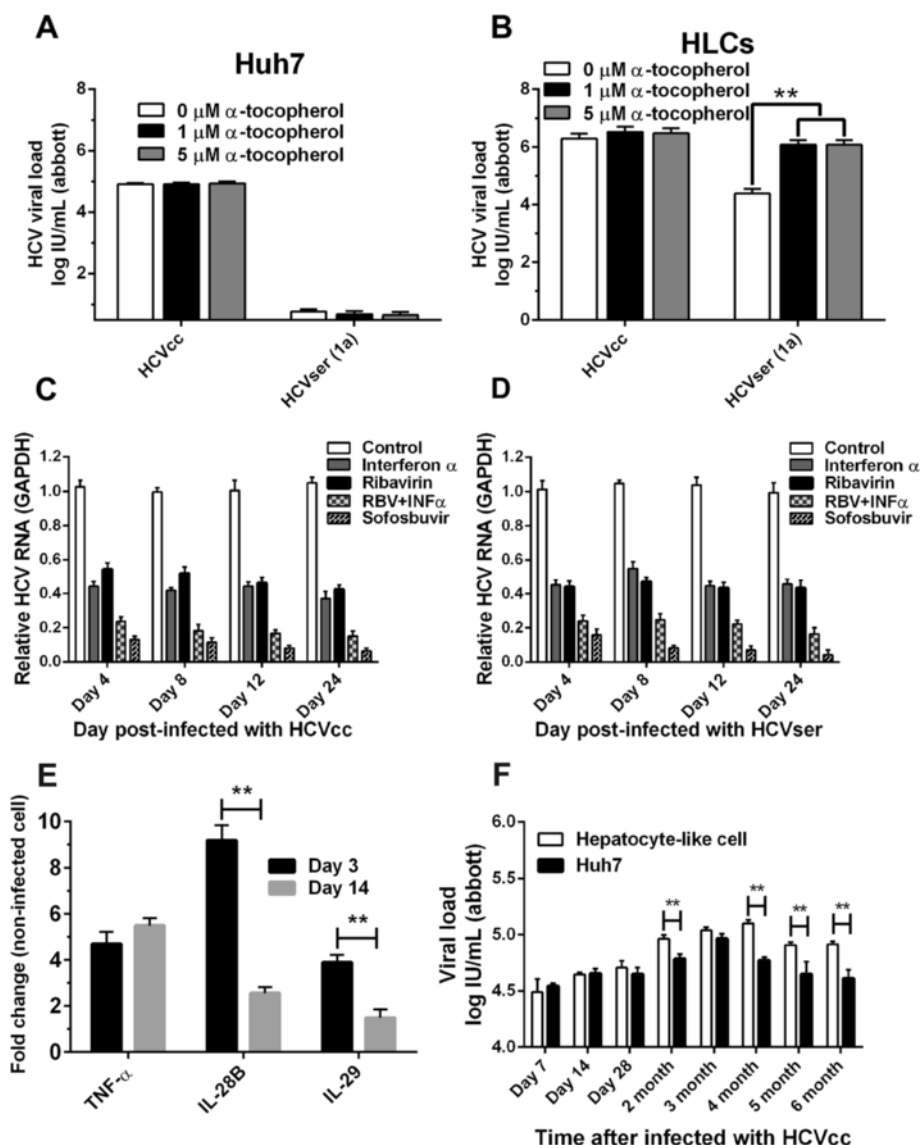 A
Huh7
HCV viral load
log IU/mL (abbott)
8
6
4
2
0 μM α-tocopherol
1 μM α-tocopherol
5 μM α-tocopherol
HCVcc
HCVser (1a)
B
HLCs
HCV viral load
log IU/mL (abbott)
8
6
4
2
0
0 μM α-tocopherol
1 μM α-tocopherol
5 μM α-tocopherol
**
HCVcc
HCVser (1a)
C
Relative HCV RNA (GAPDH)
1.2
1.0
0.8
0.6
0.4
0.2
0.0
Control
Interferon α
Ribavirin
RBV+INFα
Sofosbuvir
Day 4
Day 8
Day 12
Day 24
Day post-infected with HCVcc
D
Relative HCV RNA (GAPDH)
1.2
1.0
0.8
0.6
0.4
0.2
0.0
Control
Interferon α
Ribavirin
RBV+INFα
Sofosbuvir
Day 4
Day 8
Day 12
Day 24
Day post-infected with HCVser
E
Fold change (non-infected cell)
10
8
6
4
2
0
**
**
Day 3
Day 14
TNF-α
IL-28B
IL-29
F
Viral load
log IU/mL (abbott)
6.0
5.5
5.0
4.5
4.0
Hepatocyte-like cell
Huh7
**
**
**
**
Day 7
Day 14
Day 28
2 month
3 month
4 month
5 month
6 month
Time after infected with HCVcc